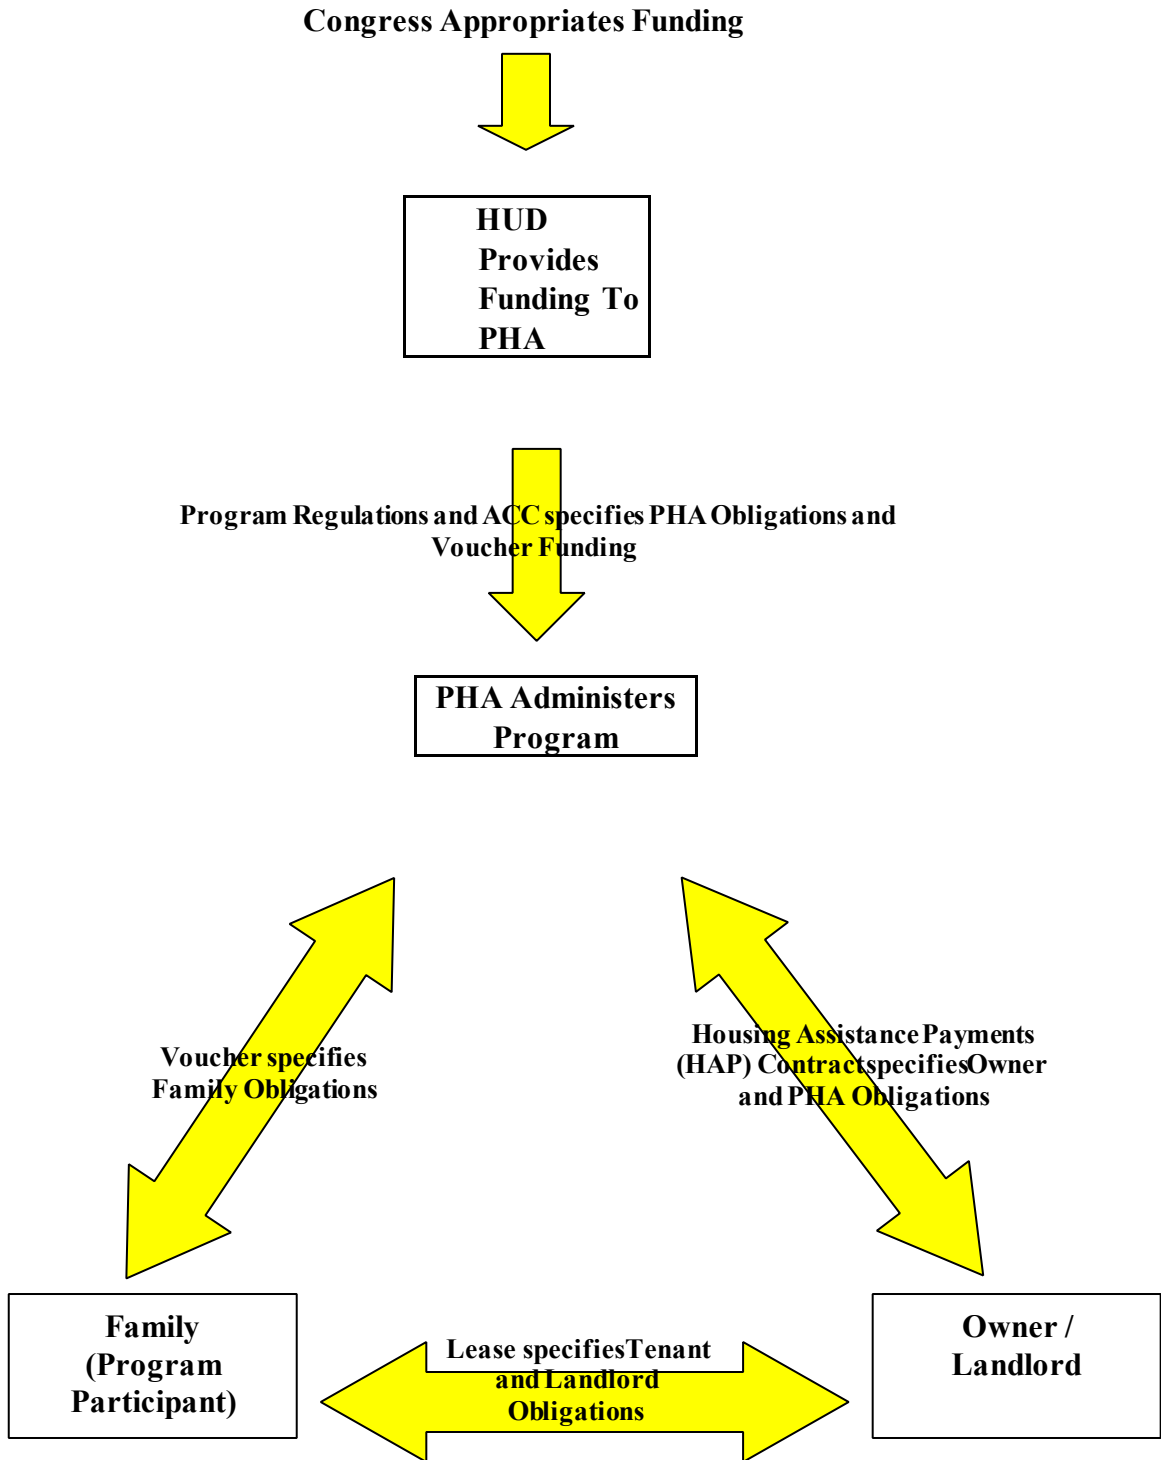 Congress Appropriates Funding
HUD
Provides
Funding To
PHA
Program Regulations and ACC specifies PHA Obligations and
Voucher Funding
PHA Administers
Program
Voucher specifies
Family Obligations
Housing Assistance Payments
(HAP) Contract specifies Owner
and PHA Obligations
Family
(Program
Participant)
Lease specifies Tenant
and Landlord
Obligations
Owner /
Landlord